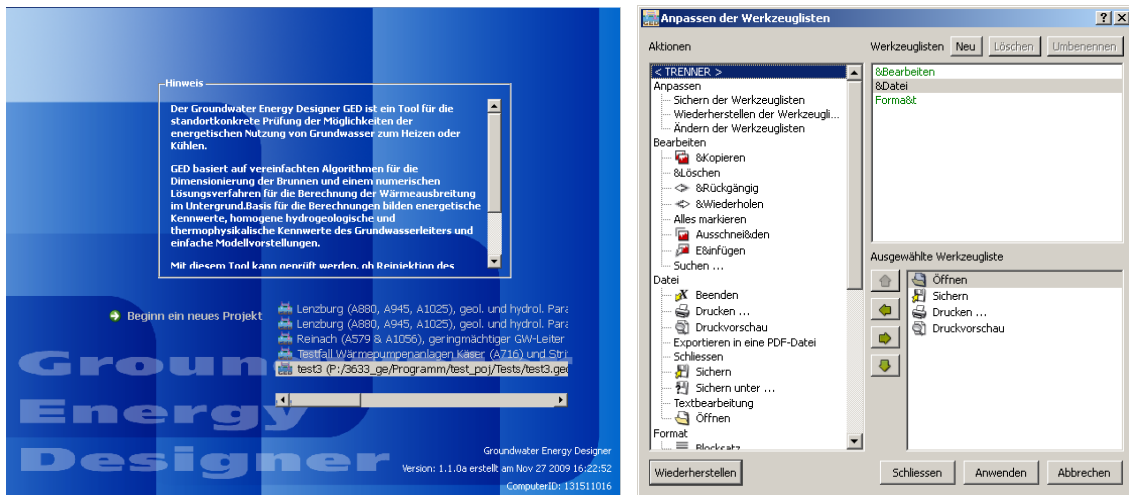 Hinweis
Der Groundwater Energy Designer GED ist ein Tool für die
standortkonkrete Prüfung der Möglichkeiten der
energetischen Nutzung von Grundwasser zum Heizen oder
Kühlen.
GED basiert auf vereinfachten Algorithmen für die
Dimensionierung der Brunnen und einem numerischen
Lösungsverfahren für die Berechnung der Wärmeausbreitung
im Untergrund.Basis für die Berechnungen bilden energetische
Kennwerte, homogene hydrogeologische und
thermophysikalische Kennwerte des Grundwasserleiters und
einfache Modellvorstellungen.
Mit diesem Tool kann geprüft werden, ob Reinjektion des
Beginn ein neues Projekt
Lenzburg (A880, A945, A1025), geol. und hydrol. Para
Lenzburg (A880, A945, A1025), geol. und hydrol. Para
Reinach (A579 & A1056), geringmächtiger GW-Leiter
Testfall Wärmepumpenanlagen Käser (A716) und Stri
test3 (P:/3633_ge/Programm/test_poj/Tests/test3.ged
Groundwater
Energy
Designer
Groundwater Energy Designer
Version: 1.1.0a erstellt am Nov 27 2009 16:22:52
ComputerID: 131511016
Anpassen der Werkzeuglisten
Aktionen
< TRENNER >
Anpassen
Sichern der Werkzeuglisten
Wiederherstellen der Werkzeugli...
Ändern der Werkzeuglisten
Bearbeiten
&Kopieren
&Löschen
&Rückgängig
&Wiederholen
Alles markieren
Ausschnei&den
E&infügen
Suchen ...
Datei
Beenden
Drucken ...
Druckvorschau
Exportieren in eine PDF-Datei
Schliessen
Sichern
Sichern unter ...
Textbearbeitung
Öffnen
Format
Blocksatz
Werkzeuglisten
Neu
Löschen
Umbenennen
&Bearbeiten
&Datei
Forma&t
Ausgewählte Werkzeugliste
Öffnen
Sichern
Drucken ...
Druckvorschau
Wiederherstellen
Schliessen
Anwenden
Abbrechen